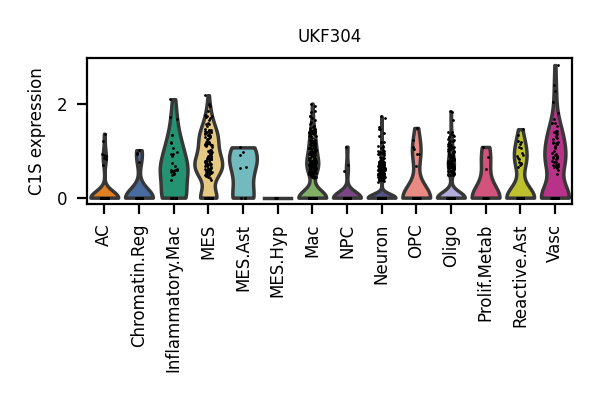 UKF304
C1S expression
2
0
AC
Chromatin.Reg
Inflammatory.Mac
MES
MES.Ast
MES.Hyp
Mac
NPC
Neuron
OPC
Oligo
Prolif.Metab
Reactive.Ast
Vasc